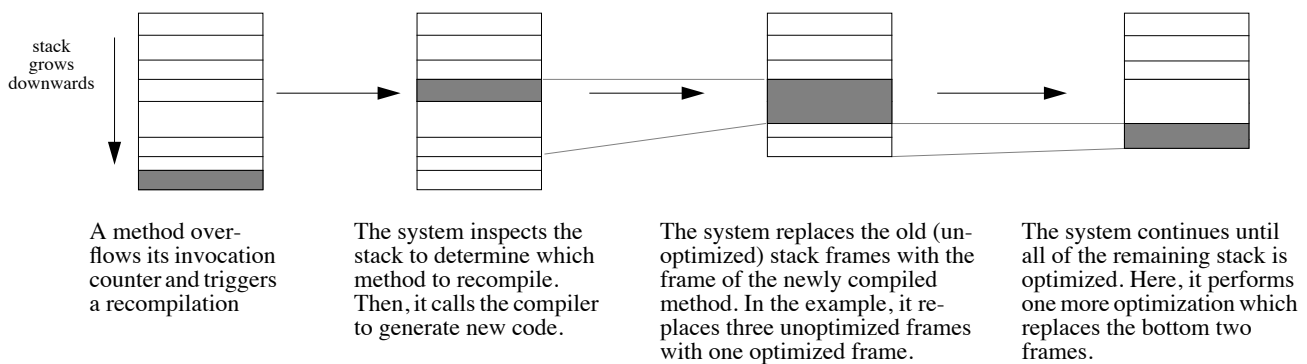 stack
grows
downwards
A method over-
flows its invocation
counter and triggers
a recompilation
The system inspects the
stack to determine which
method to recompile.
Then, it calls the compiler
to generate new code.
The system replaces the old (un-
optimized) stack frames with the
frame of the newly compiled
method. In the example, it re-
places three unoptimized frames
with one optimized frame.
The system continues until
all of the remaining stack is
optimized. Here, it performs
one more optimization which
replaces the bottom two
frames.